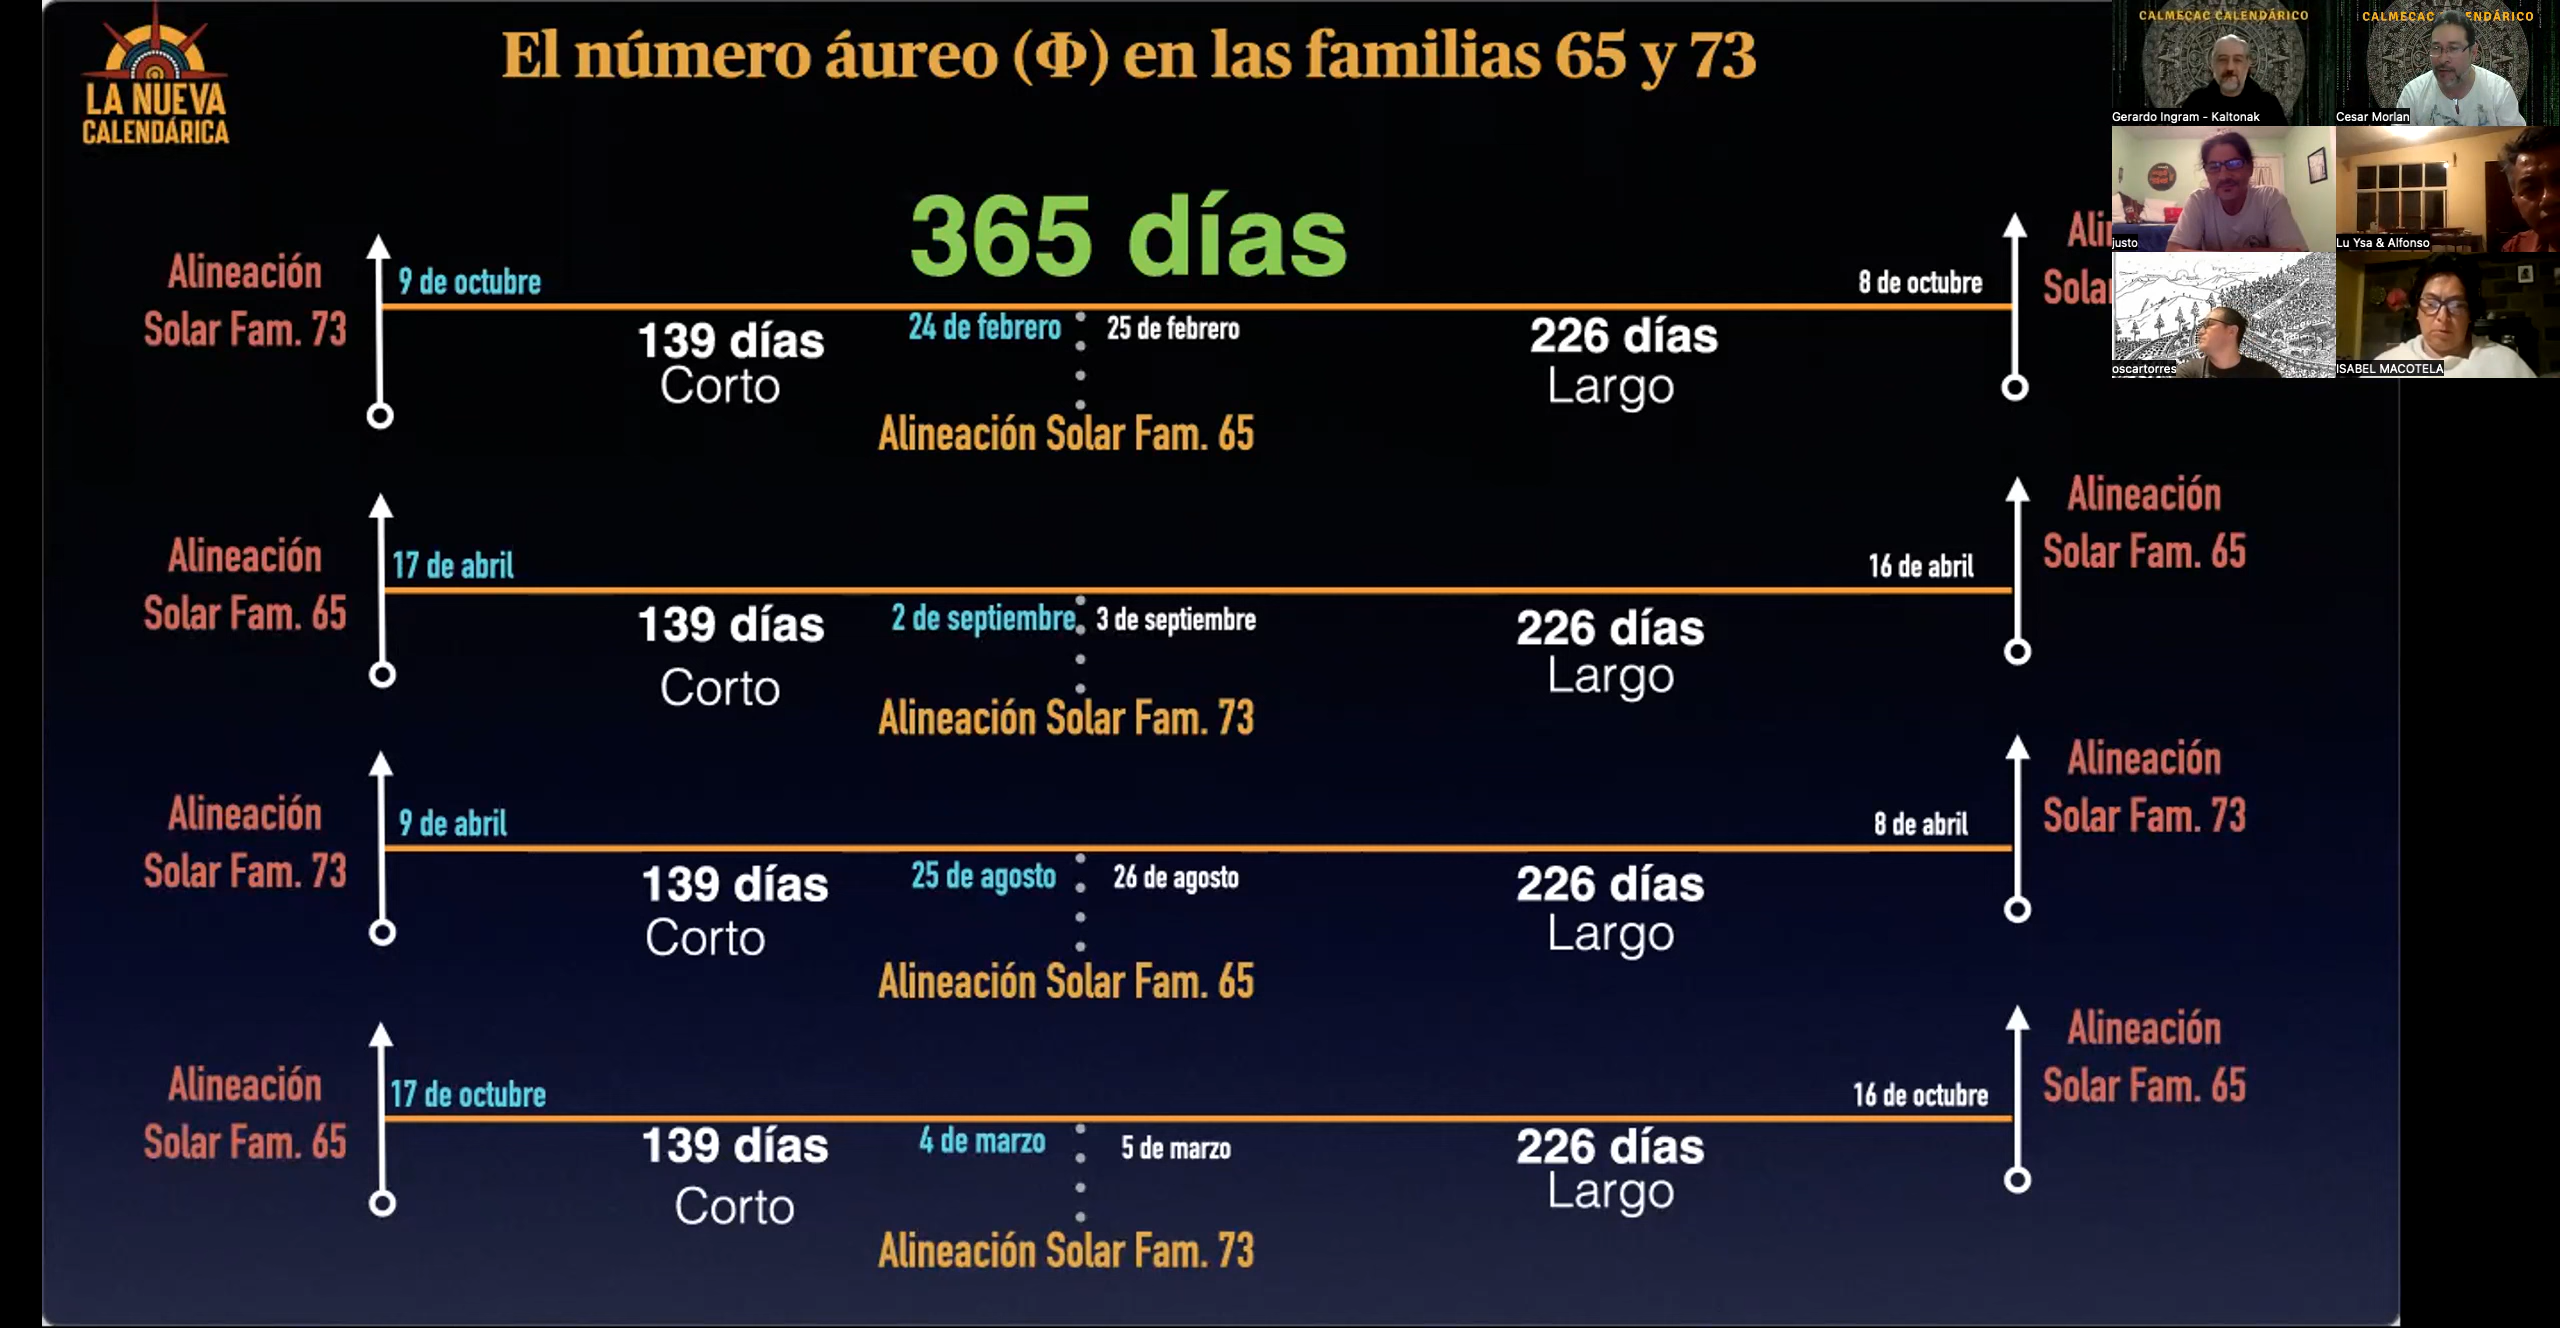 El número áureo (Φ) en las familias 65 y 73
LA NUEVA
CALENDÁRICA
365 días
Alineación
Solar Fam. 73
9 de octubre
8 de octubre
139 días
Corto
24 de febrero
25 de febrero
226 días
Largo
Alineación Solar Fam. 65
Alineación
Solar Fam. 65
17 de abril
16 de abril
Alineación
Solar Fam. 65
139 días
Corto
2 de septiembre
3 de septiembre
226 días
Largo
Alineación Solar Fam. 73
Alineación
Solar Fam. 73
9 de abril
8 de abril
Alineación
Solar Fam. 73
139 días
Corto
25 de agosto
26 de agosto
226 días
Largo
Alineación Solar Fam. 65
Alineación
Solar Fam. 65
17 de octubre
16 de octubre
Alineación
Solar Fam. 65
139 días
Corto
4 de marzo
5 de marzo
226 días
Largo
Alineación Solar Fam. 73
CALMECAC CALENDÁRICO
Gerardo Ingram - Kaltonak
CALMECAC
Cesar Morlan
justo
Lu Ysa & Alfonso
oscartorres
ISABEL MACOTELA